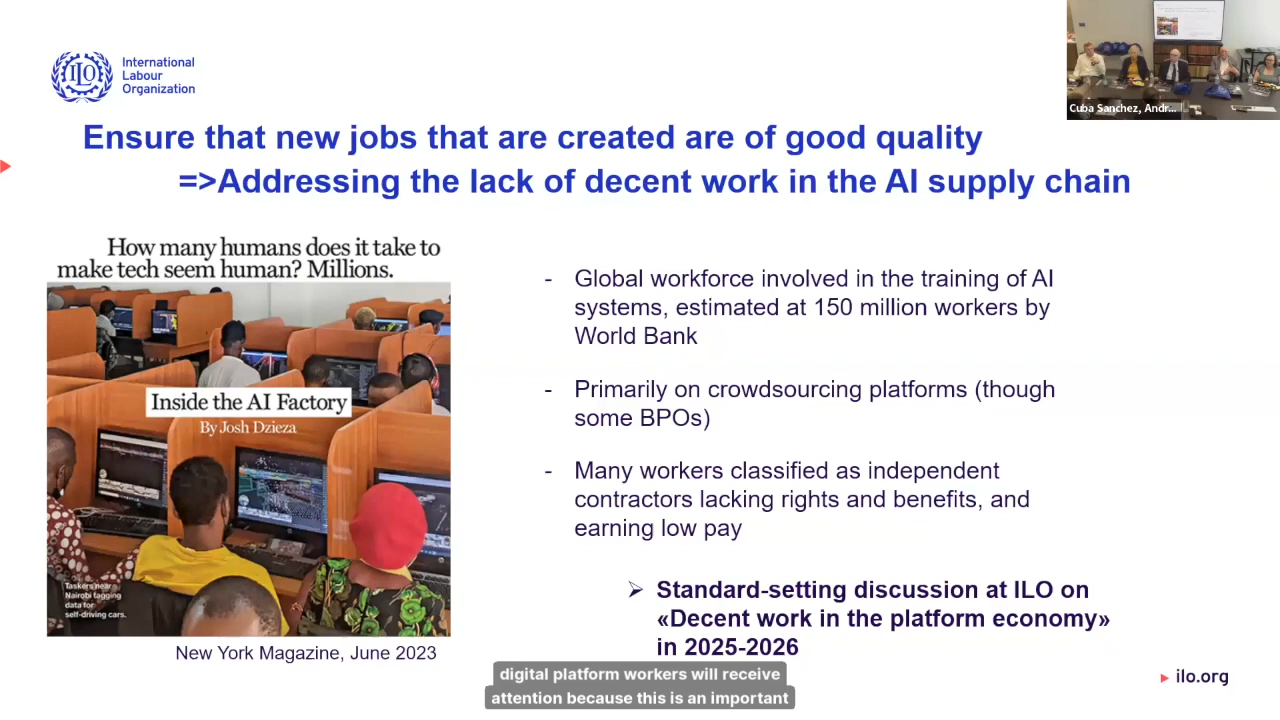 International
Labour
Organization
Cuba Sanchez, Andr...
Ensure that new jobs that are created are of good quality
=>Addressing the lack of decent work in the AI supply chain
How many humans does it take to
make tech seem human? Millions.
Inside the AI Factory
By Josh Dzieza
Taskers near
Nairobi tagging
data for
self-driving cars.
New York Magazine, June 2023
- Global workforce involved in the training of AI
systems, estimated at 150 million workers by
World Bank
- Primarily on crowdsourcing platforms (though
some BPOs)
- Many workers classified as independent
contractors lacking rights and benefits, and
earning low pay
➢ Standard-setting discussion at ILO on
«Decent work in the platform economy»
in 2025-2026
digital platform workers will receive
attention because this is an important
ilo.org